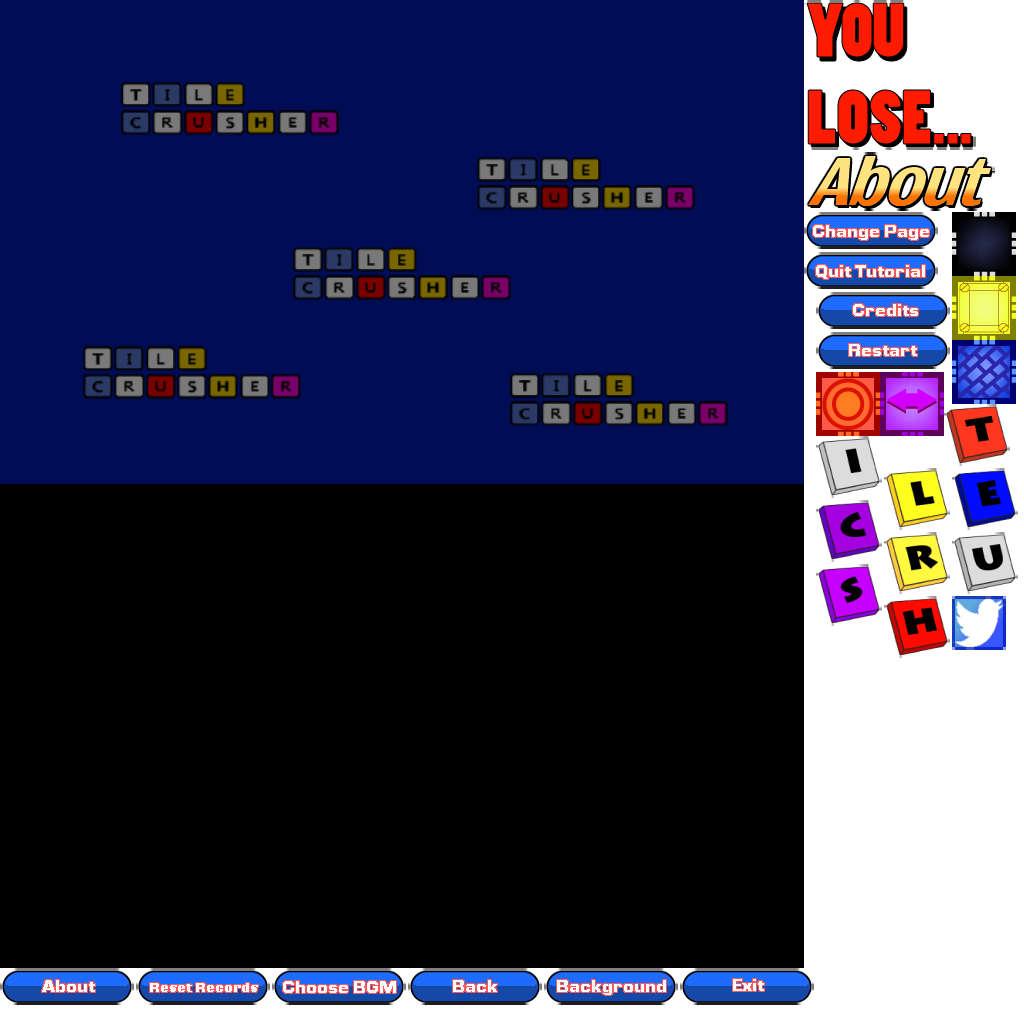 TILE
CRUSHER
TILE
CRUSHER
TILE
CRUSHER
TILE
CRUSHER
TILE
CRUSHER
YOU
LOSE...
About
Change Page
Quit Tutorial
Credits
Restart
T
I
L
E
C
R
U
S
H
About
Reset Records
Choose BGM
Back
Background
Exit